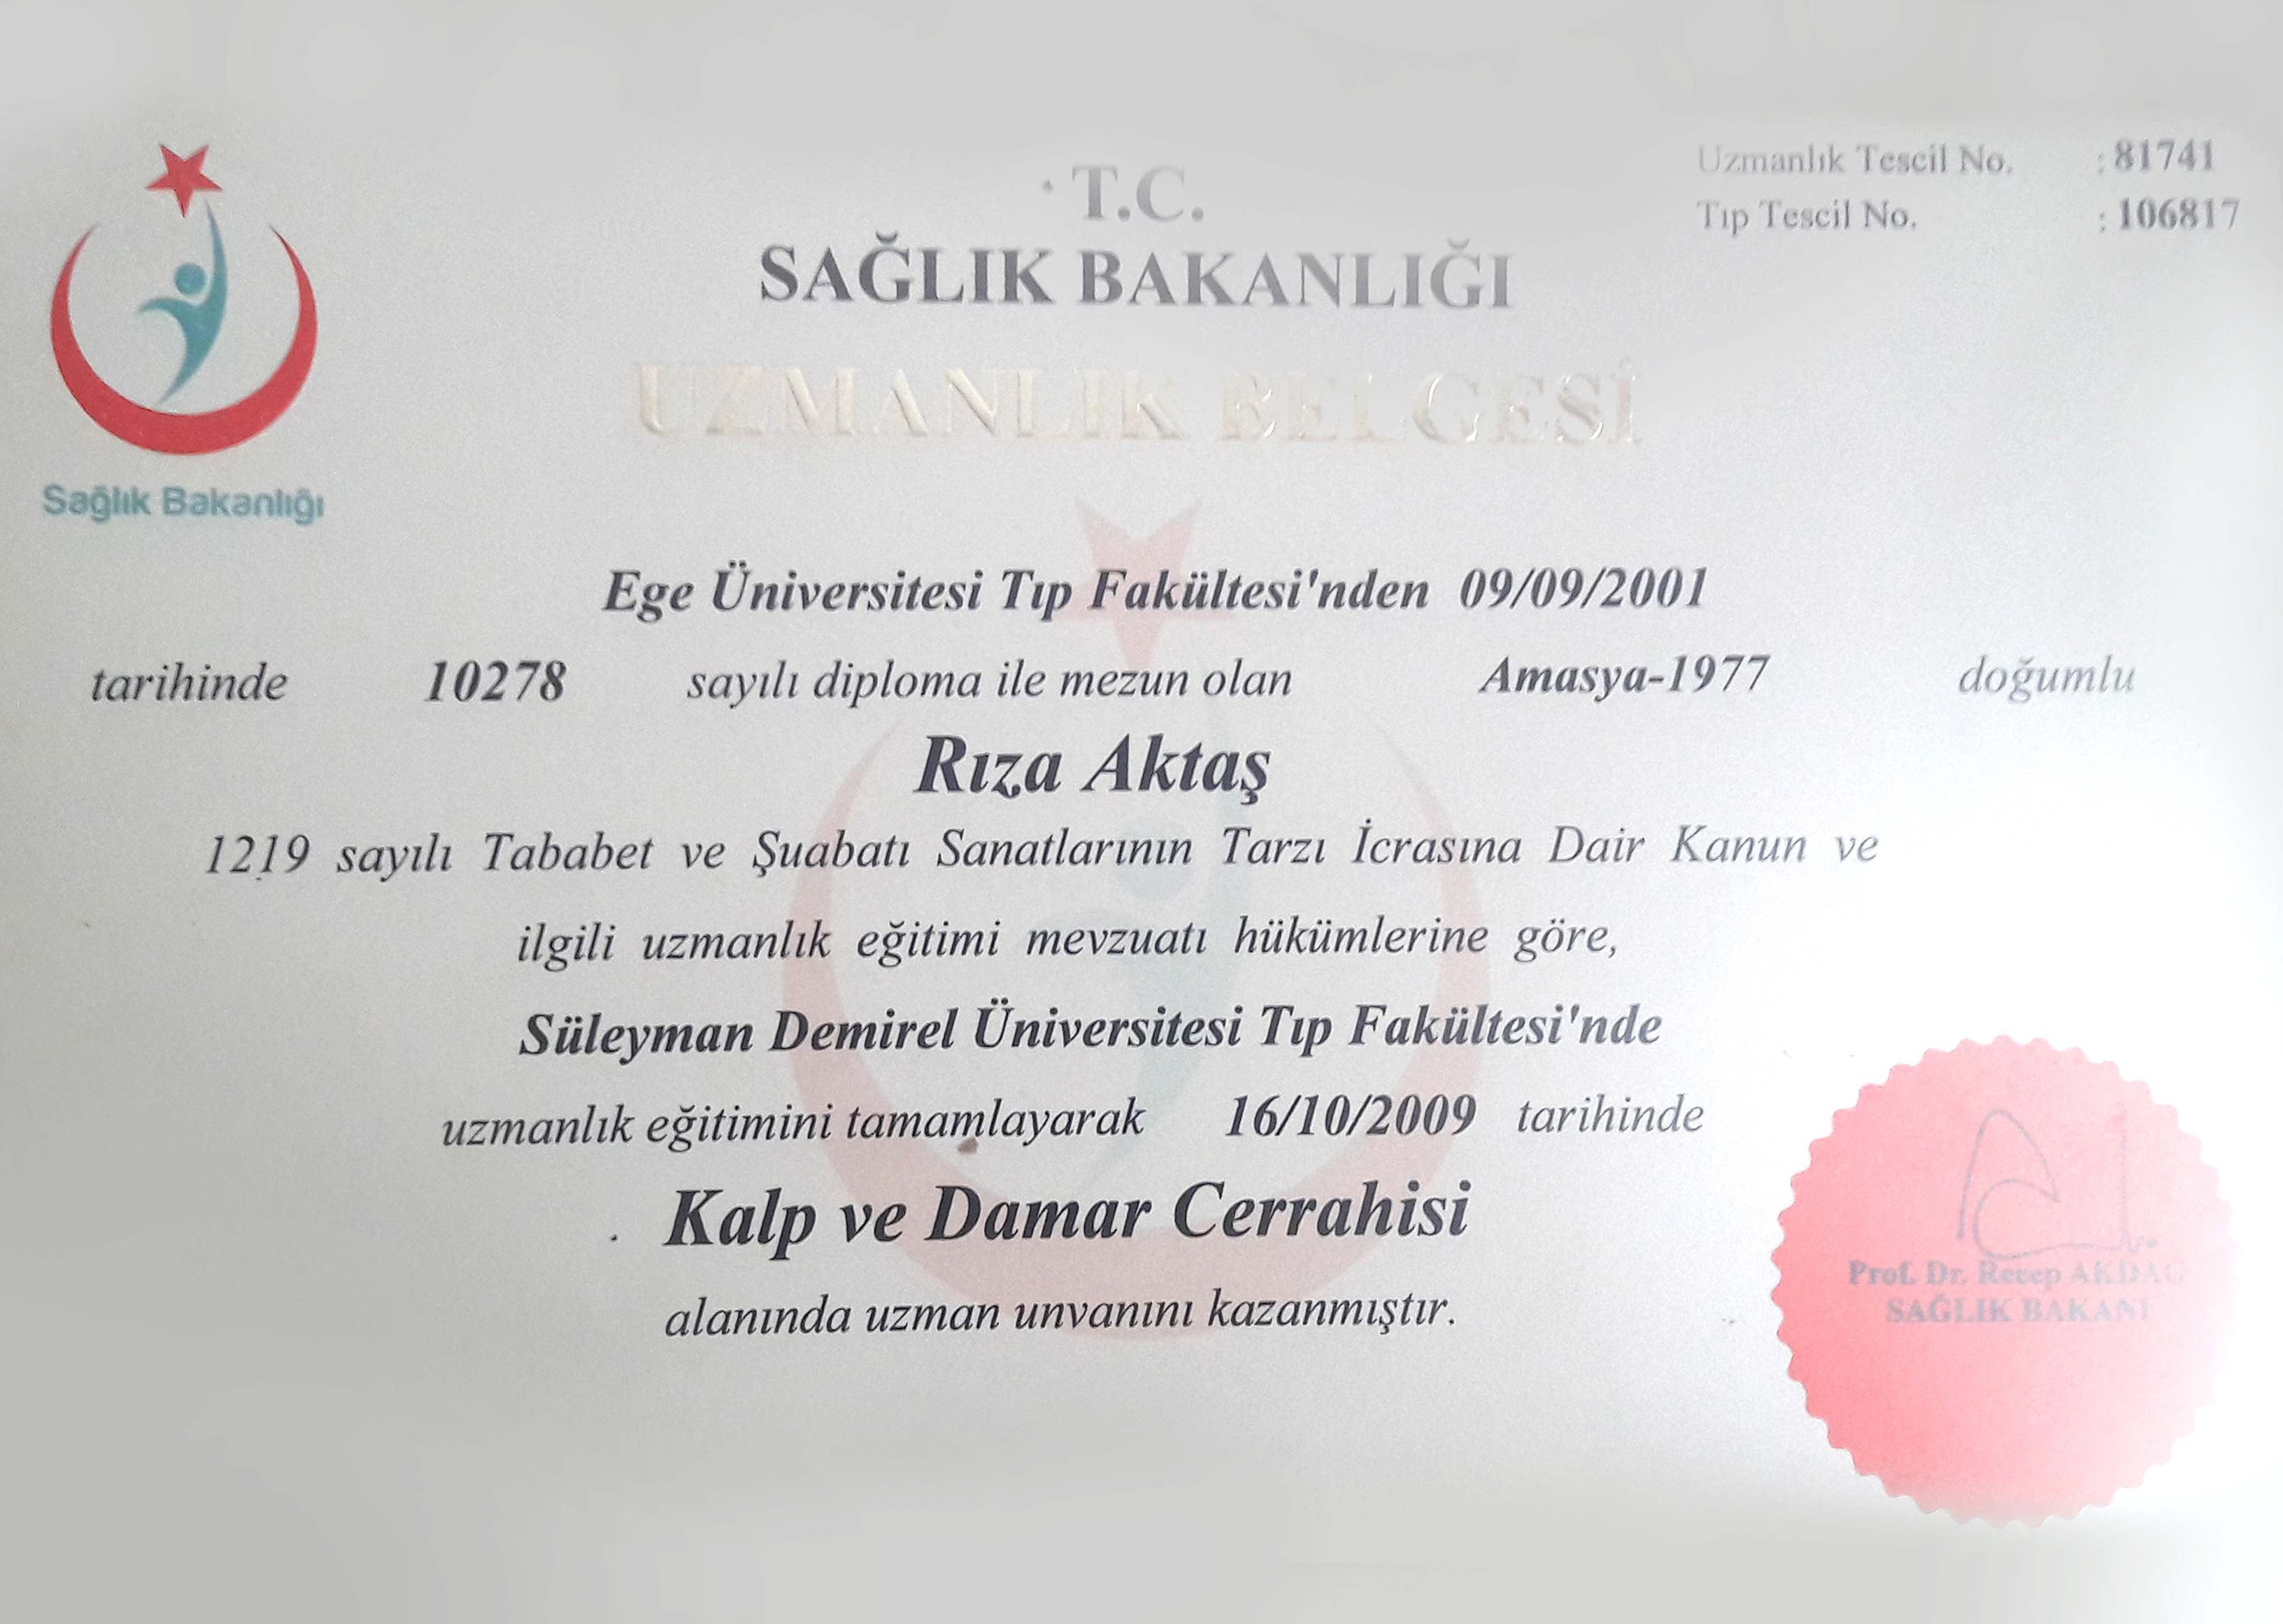 Uzmanlık Tescil No. : 81741
Tıp Tescil No. : 106817
T.C.
SAĞLIK BAKANLIĞI
UZMANLIK BELGESİ
Sağlık Bakanlığı
Ege Üniversitesi Tıp Fakültesi'nden 09/09/2001
tarihinde 10278 sayılı diploma ile mezun olan Amasya-1977 doğumlu
Rıza Aktaş
1219 sayılı Tababet ve Şuabatı Sanatlarının Tarzı İcrasına Dair Kanun ve
ilgili uzmanlık eğitimi mevzuatı hükümlerine göre,
Süleyman Demirel Üniversitesi Tıp Fakültesi'nde
uzmanlık eğitimini tamamlayarak 16/10/2009 tarihinde
Kalp ve Damar Cerrahisi
alanında uzman unvanını kazanmıştır.
Prof. Dr. Recep AKDAĞ
SAĞLIK BAKANI